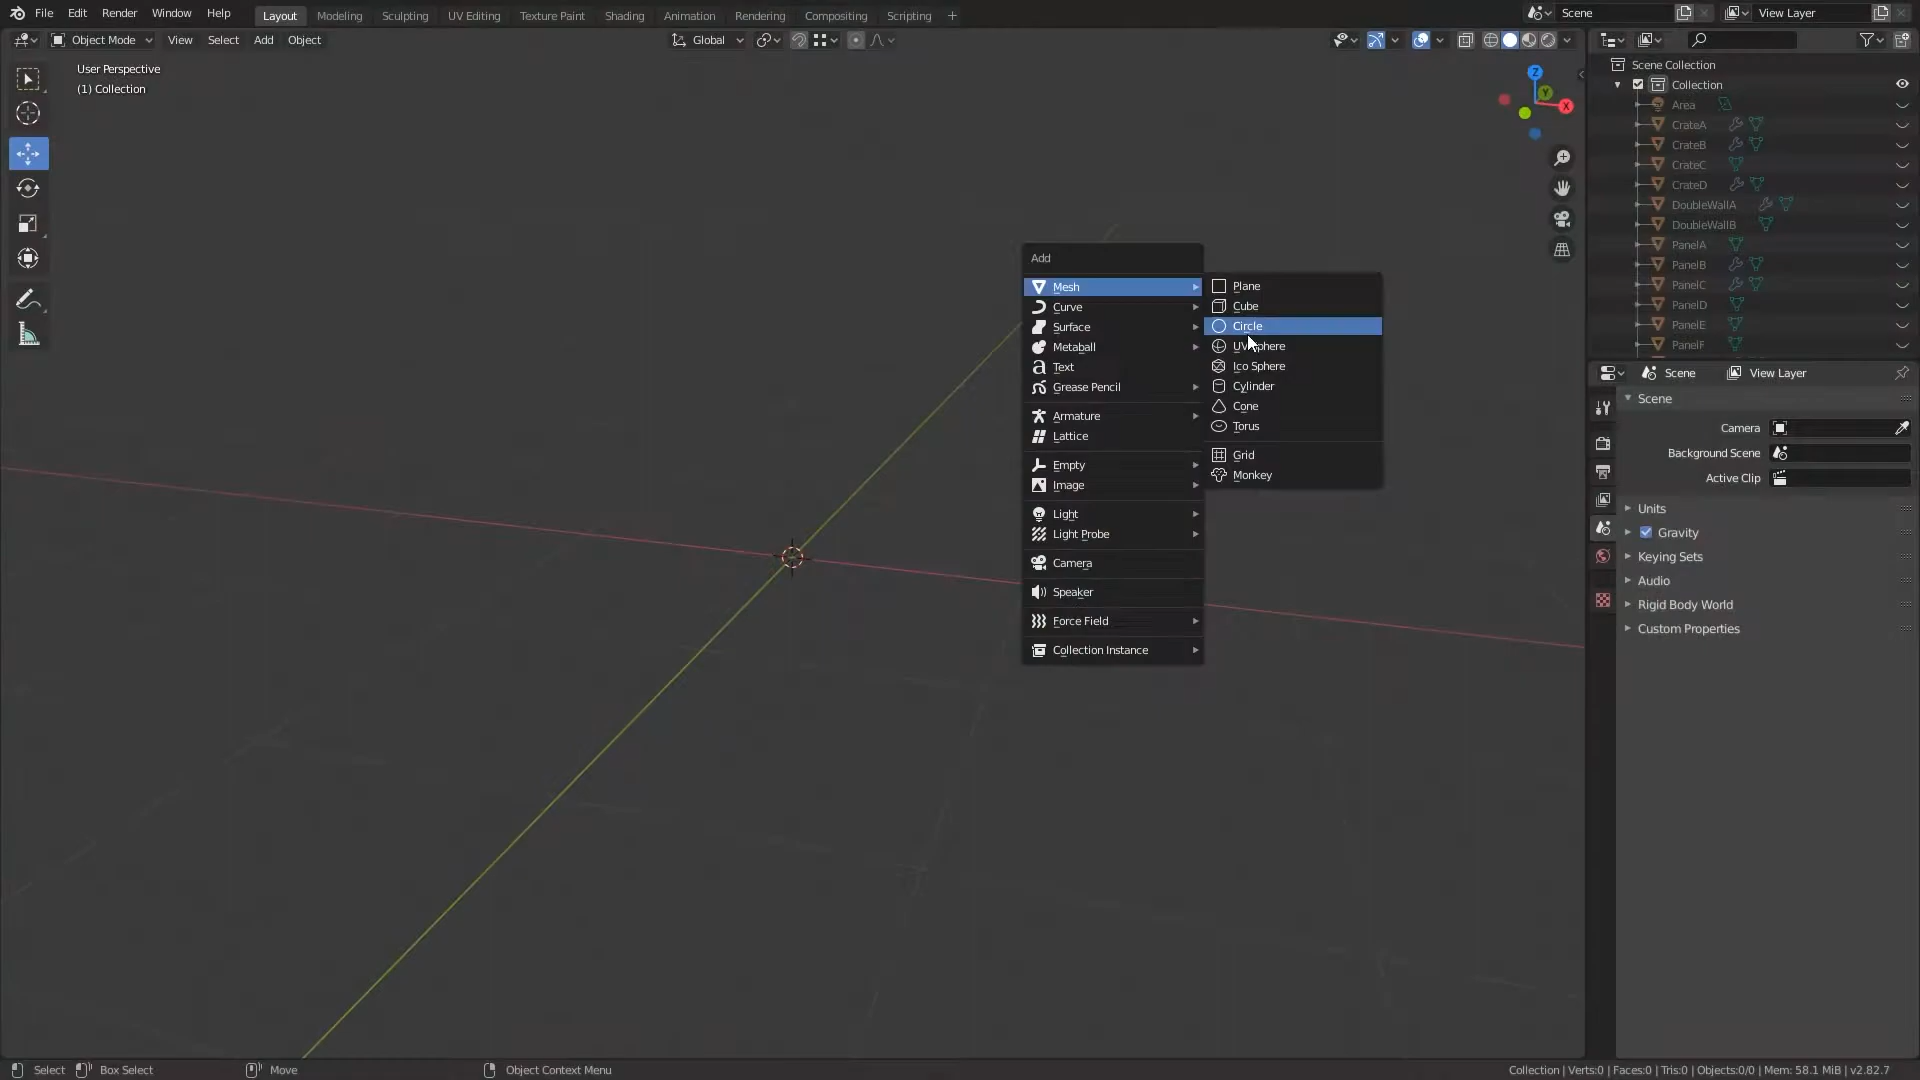 File Edit Render Window Help Layout Modeling Sculpting UV Editing Texture Paint Shading Animation Rendering Compositing Scripting + Scene View Layer
Object Mode View Select Add Object Global
User Perspective
(1) Collection
Z
Y
X
Add
Mesh
Curve
Surface
Metaball
Text
Grease Pencil
Armature
Lattice
Empty
Image
Light
Light Probe
Camera
Speaker
Force Field
Collection Instance
Plane
Cube
Circle
UV Sphere
Ico Sphere
Cylinder
Cone
Torus
Grid
Monkey
Scene Collection
Collection
Area
CrateA
CrateB
CrateC
CrateD
DoubleWallA
DoubleWallB
PanelA
PanelB
PanelC
PanelD
PanelE
PanelF
Scene View Layer
Scene
Camera
Background Scene
Active Clip
Units
Gravity
Keying Sets
Audio
Rigid Body World
Custom Properties
Select Box Select Move Object Context Menu Collection | Verts:0 | Faces:0 | Tris:0 | Objects:0/0 | Mem: 58.1 MiB | v2.82.7